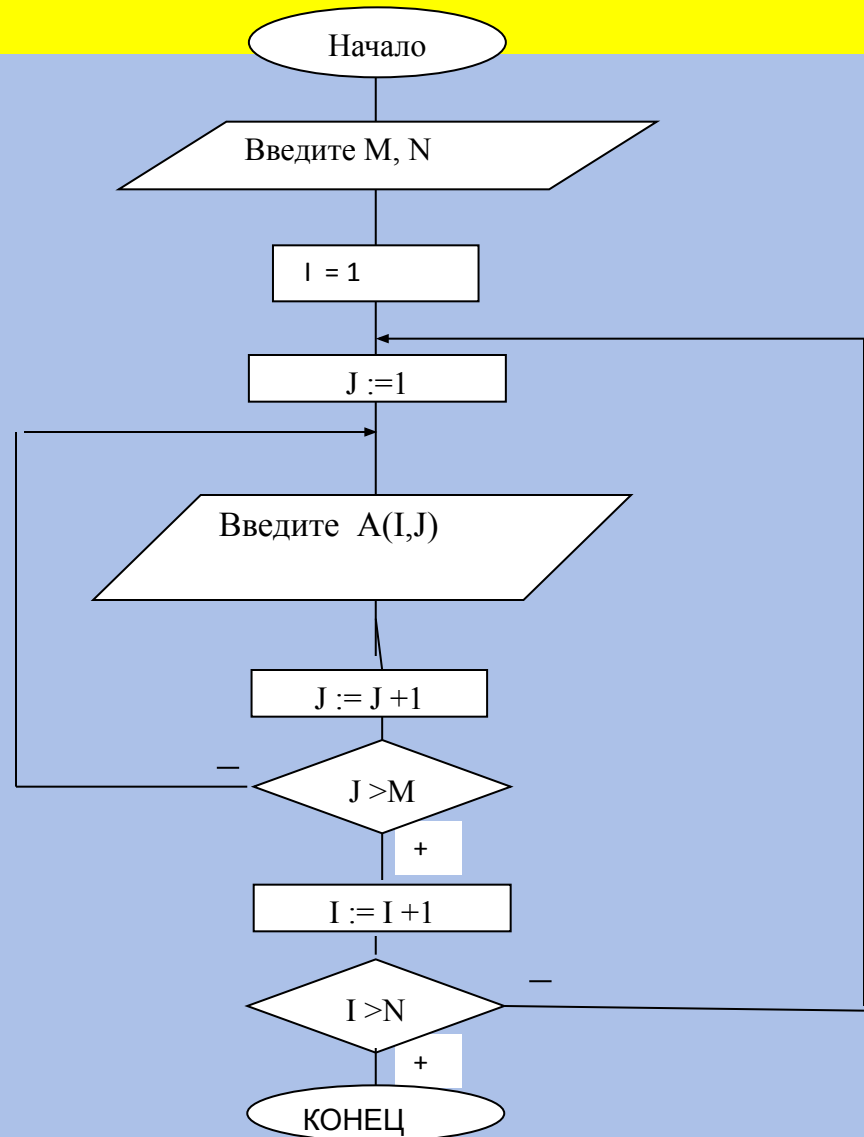 Начало
Введите M, N
I = 1
J :=1
Введите A(I,J)
J := J +1
—
J >M
+
I := I +1
—
I >N
+
КОНЕЦ